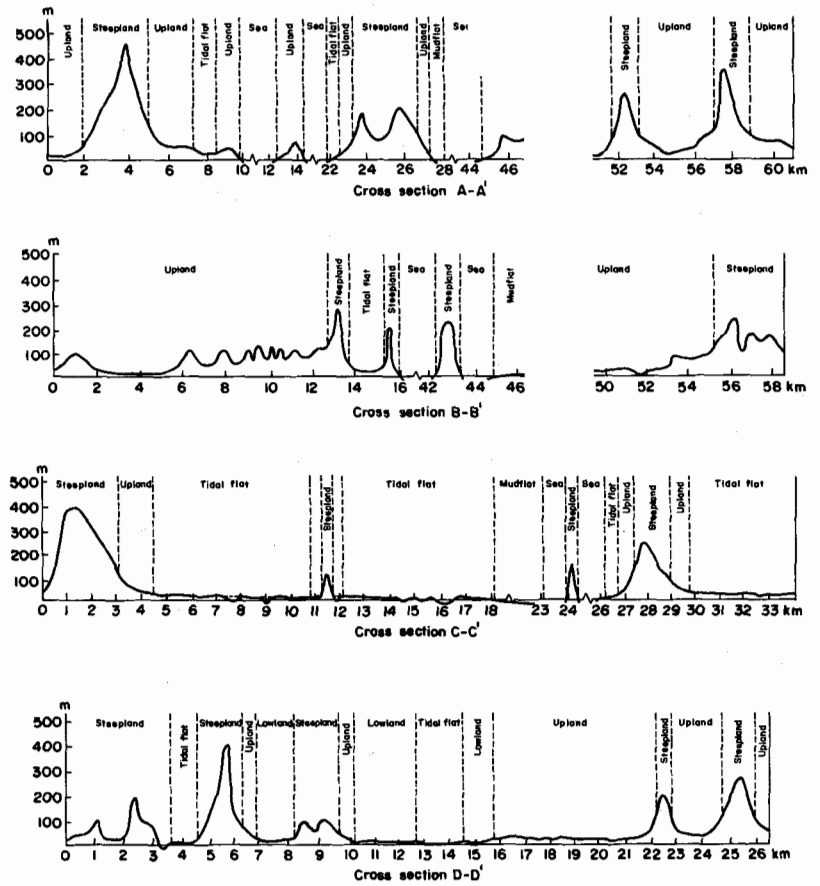 m
500
400
300
200
100
Upland
Steepland
Upland
Tidal flat
Upland
Sea
Upland
Sea
Tidal flat
Upland
Steepland
Upland
Mudflat
Steepland
Upland
Steepland
Upland
0 2 4 6 8 10 12 14 22 24 26 28 44 46 52 54 56 58 60 km
Cross section A-A'
m
500
400
300
200
100
Upland
Steepland
Tidal flat
Steepland
Sea
Steepland
Sea
Mudflat
Upland
Steepland
0 2 4 6 8 10 12 14 16 42 44 46 50 52 54 56 58 km
Cross section B-B'
m
500
400
300
200
100
Steepland
Upland
Tidal flat
Steepland
Tidal flat
Mudflat
Sea
Steepland
Sea
Tidal flat
Upland
Steepland
Upland
Tidal flat
0 1 2 3 4 5 6 7 8 9 10 11 12 13 14 15 16 17 18 23 24 26 27 28 29 30 31 32 33 km
Cross section C-C'
m
500
400
300
200
100
Steepland
Tidal flat
Steepland
Upland
Lowland
Steepland
Upland
Lowland
Tidal flat
Lowland
Upland
Steepland
Upland
Steepland
Upland
0 1 2 3 4 5 6 7 8 9 10 11 12 13 14 15 16 17 18 19 20 21 22 23 24 25 26 km
Cross section D-D'